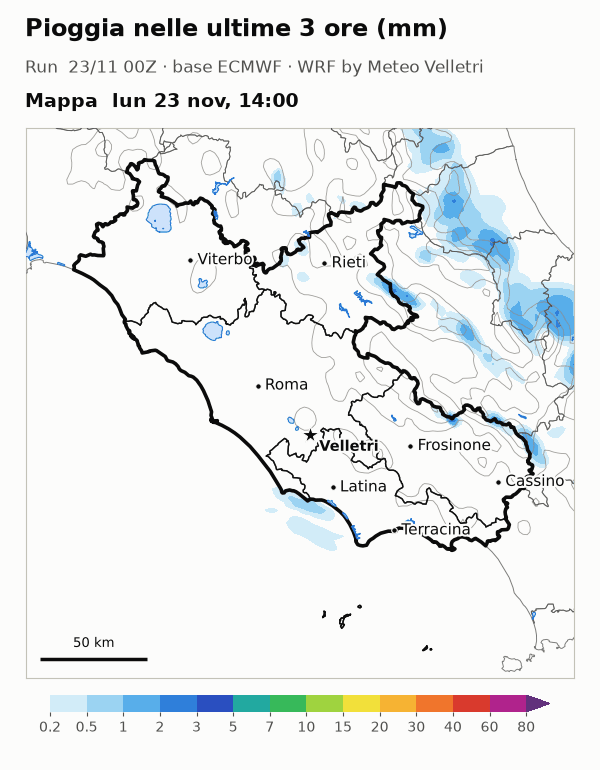 Pioggia nelle ultime 3 ore (mm)
Run  23/11 00Z · base ECMWF · WRF by Meteo Velletri
Mappa  lun 23 nov, 14:00
Viterbo
Rieti
Roma
Velletri
Frosinone
Cassino
Latina
Terracina
50 km
0.2 0.5 1 2 3 5 7 10 15 20 30 40 60 80